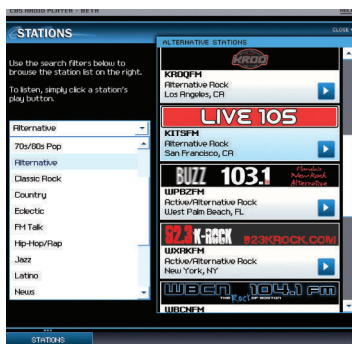 CBS RADIO PLAYER - BETA
STATIONS
CLOSE
Use the search filters below to
browse the station list on the right.
To listen, simply click a station's
play button.
Alternative
70s/80s Pop
Alternative
Classic Rock
Country
Eclectic
FM Talk
Hip-Hop/Rap
Jazz
Latino
News
ALTERNATIVE STATIONS
KROQ
KROQFM
Alternative Rock
Los Angeles, CA
LIVE 105
KITSFM
Alternative Rock
San Francisco, CA
BUZZ 103.1
Florida's
New Rock
Alternative
WPBZFM
Active/Alternative Rock
West Palm Beach, FL
92.3 K-ROCK 923KROCK.COM
WXRKFM
Active/Alternative Rock
New York, NY
WBCN 104.1 FM
The Rock OF BOSTON
WBCNFM
STATIONS